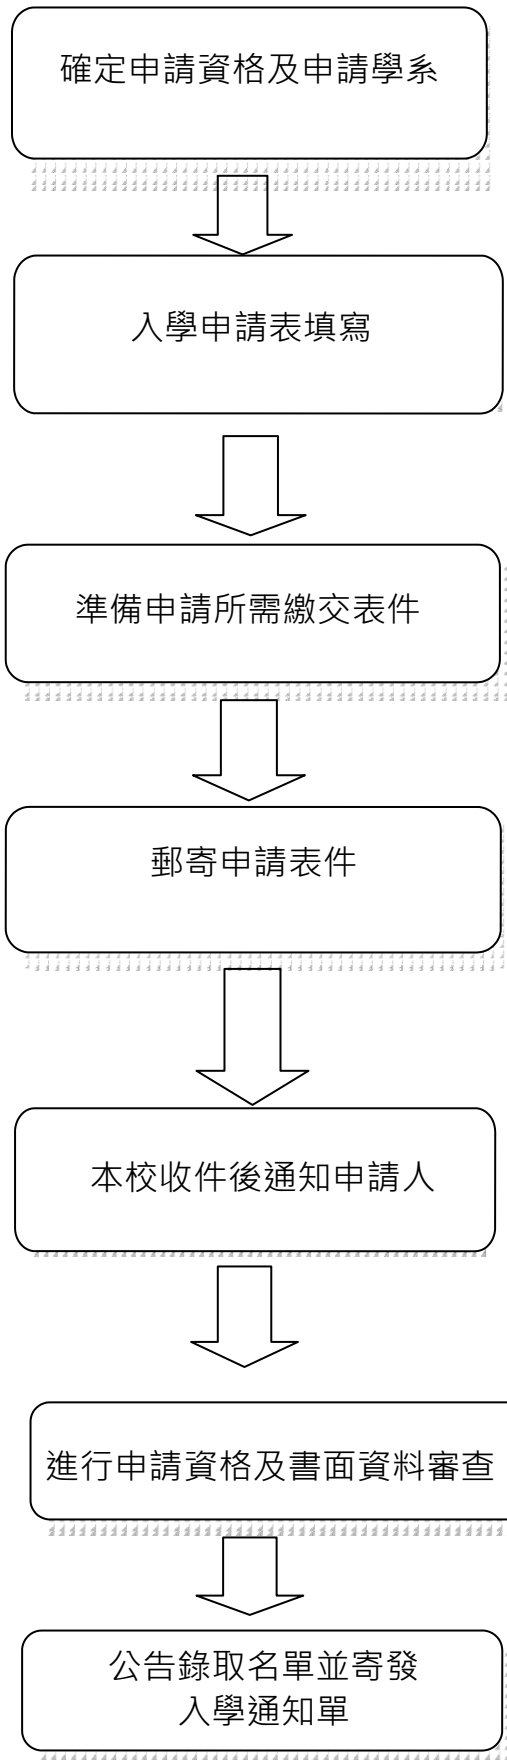 確定申請資格及申請學系
入學申請表填寫
準備申請所需繳交表件
郵寄申請表件
本校收件後通知申請人
進行申請資格及書面資料審查
公告錄取名單並寄發
入學通知單